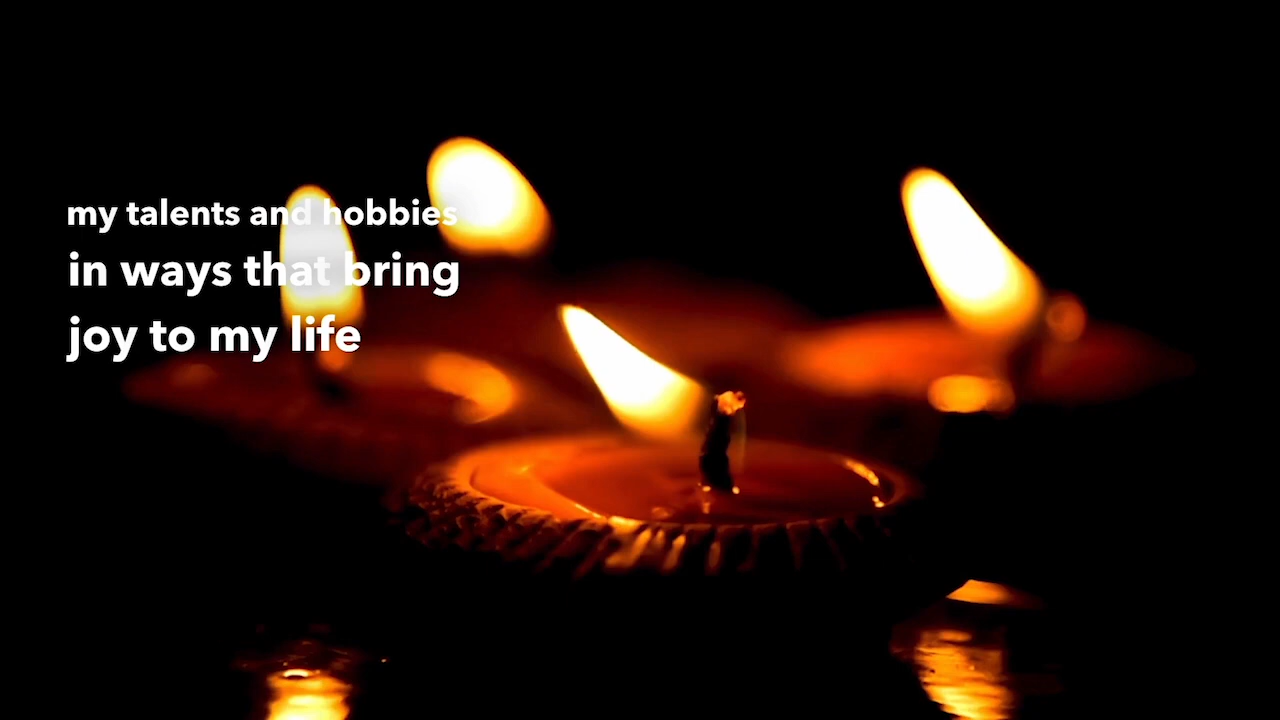 my talents and hobbies
in ways that bring
joy to my life